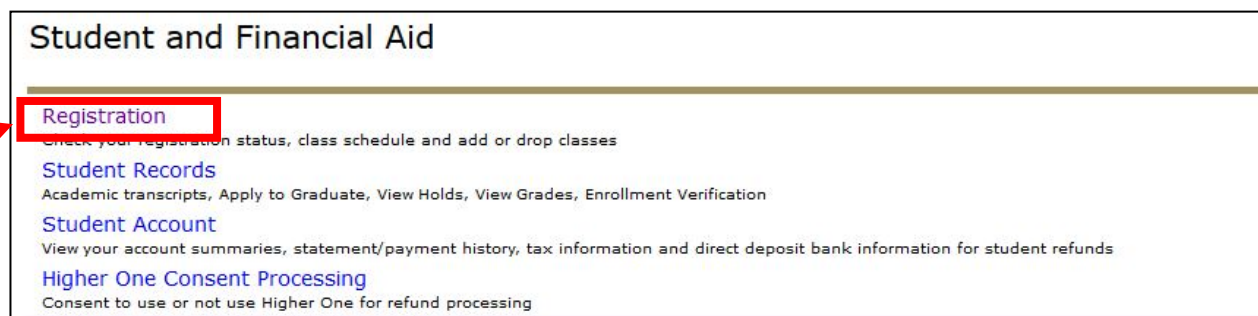 Student and Financial Aid
Registration
Check your registration status, class schedule and add or drop classes
Student Records
Academic transcripts, Apply to Graduate, View Holds, View Grades, Enrollment Verification
Student Account
View your account summaries, statement/payment history, tax information and direct deposit bank information for student refunds
Higher One Consent Processing
Consent to use or not use Higher One for refund processing